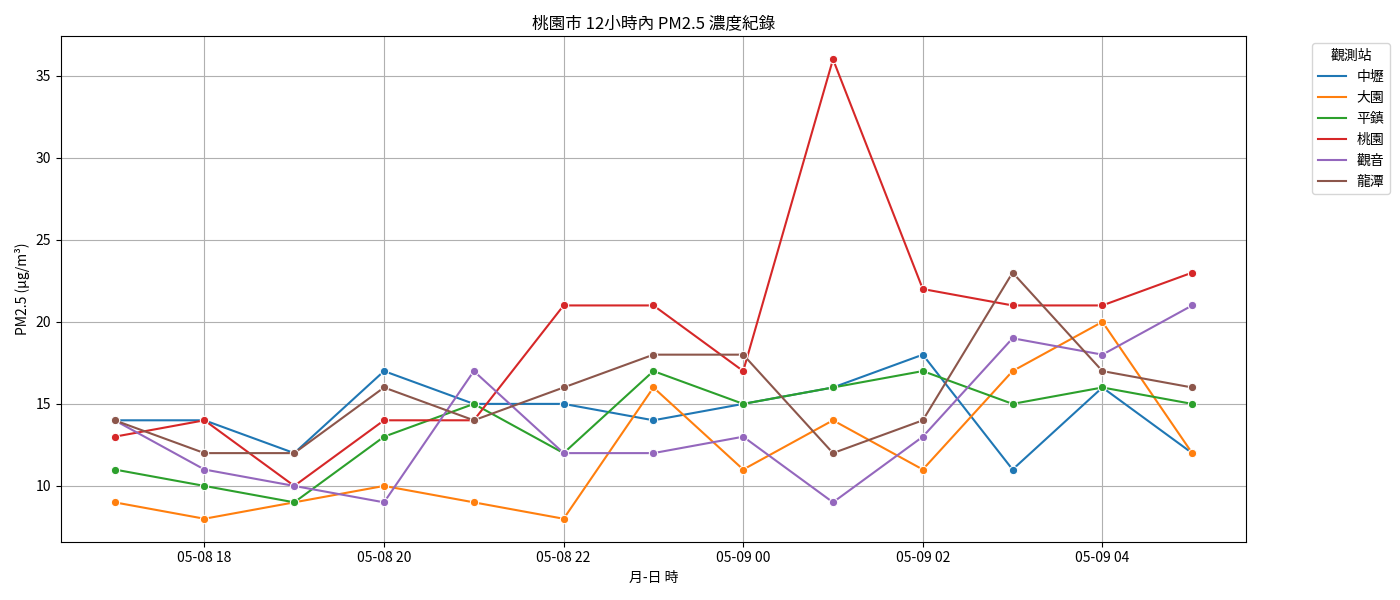 桃園市 12小時內 PM2.5 濃度紀錄
觀測站
中壢
大園
平鎮
桃園
觀音
龍潭
PM2.5 (μg/m³)
35
30
25
20
15
10
05-08 18
05-08 20
05-08 22
05-09 00
05-09 02
05-09 04
月-日 時